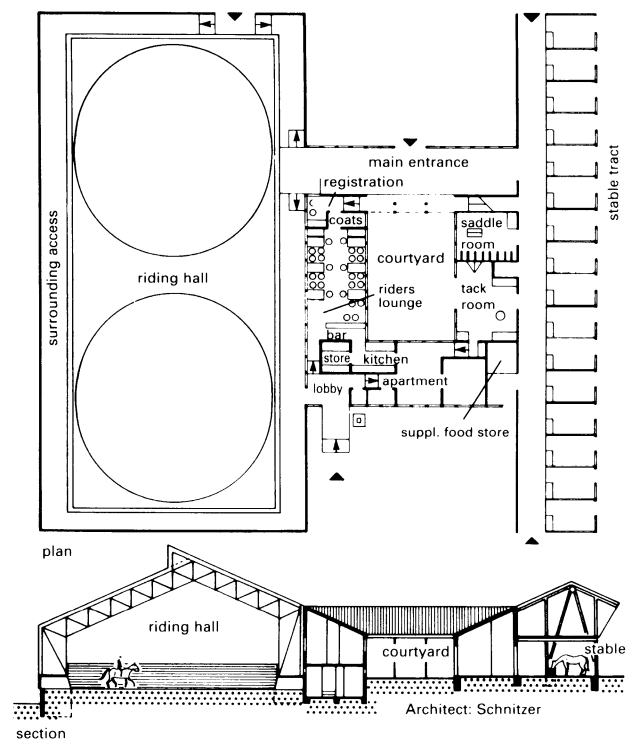 main entrance
registration
coats
saddle
room
courtyard
riders
lounge
tack
room
riding hall
surrounding access
stable tract
bar
store
kitchen
lobby
apartment
suppl. food store
plan
riding hall
courtyard
stable
Architect: Schnitzer
section